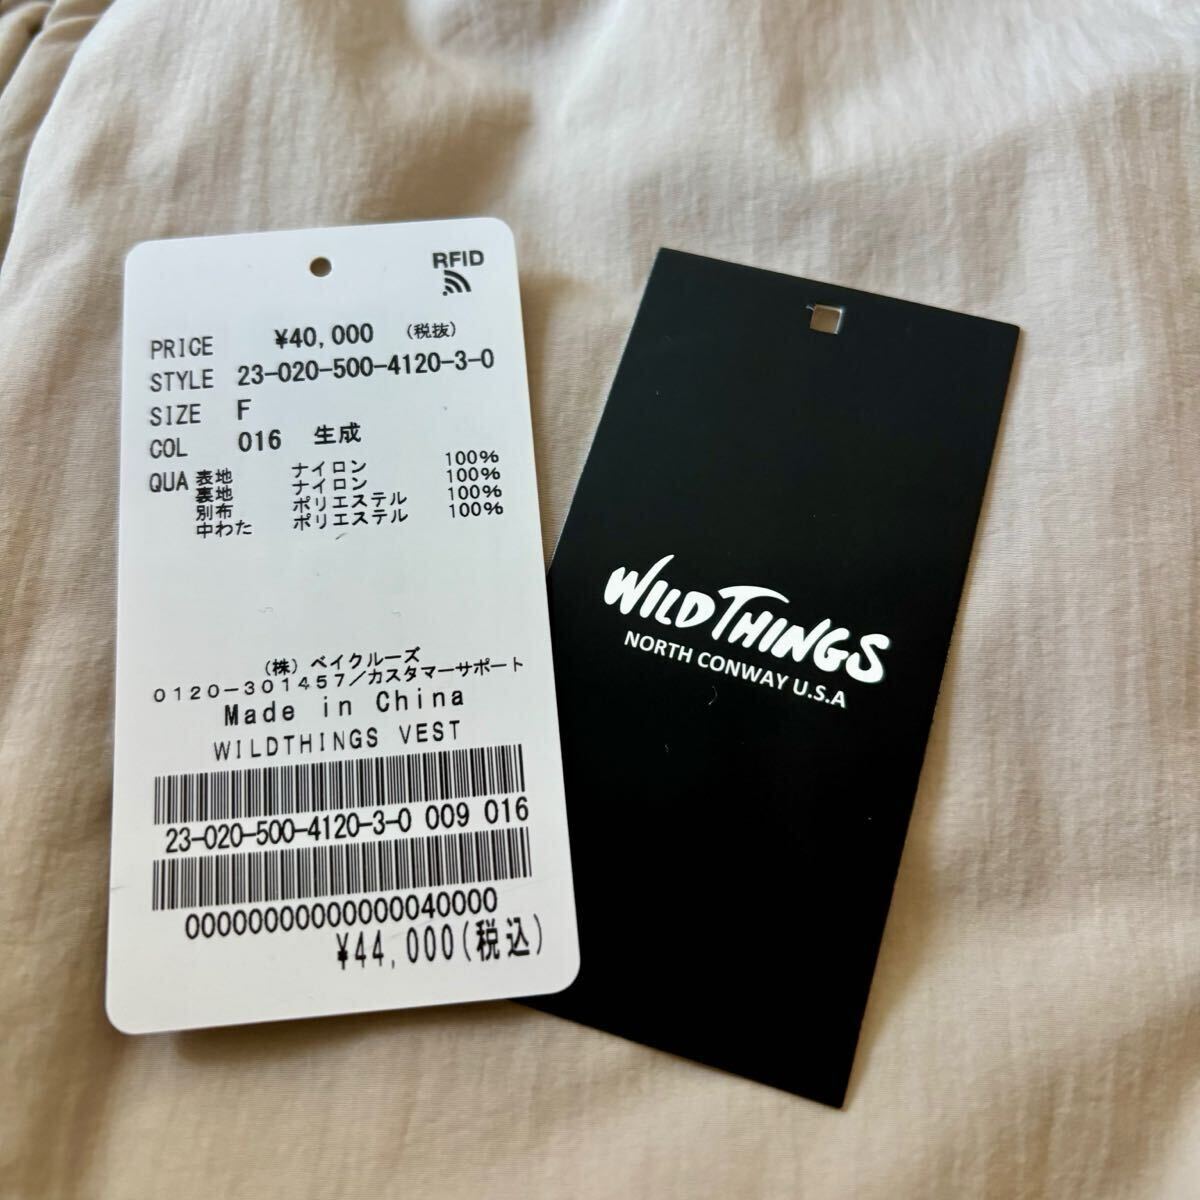 RFID
PRICE ¥40,000 (税抜)
STYLE 23-020-500-4120-3-0
SIZE F
COL 016 生成
QUA 表地 ナイロン 100%
裏地 ナイロン 100%
別布 ポリエステル 100%
中わた ポリエステル 100%
(株)ベイクルーズ
0120-301457/カスタマーサポート
Made in China
WILDTHINGS VEST
23-020-500-4120-3-0 009 016
0000000000000000040000
¥44,000(税込)
WILD THINGS
NORTH CONWAY U.S.A